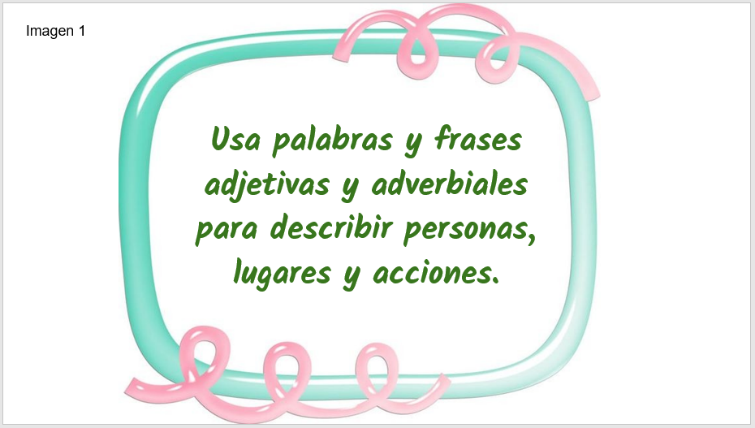 Imagen 1
Usa palabras y frases
adjetivas y adverbiales
para describir personas,
lugares y acciones.